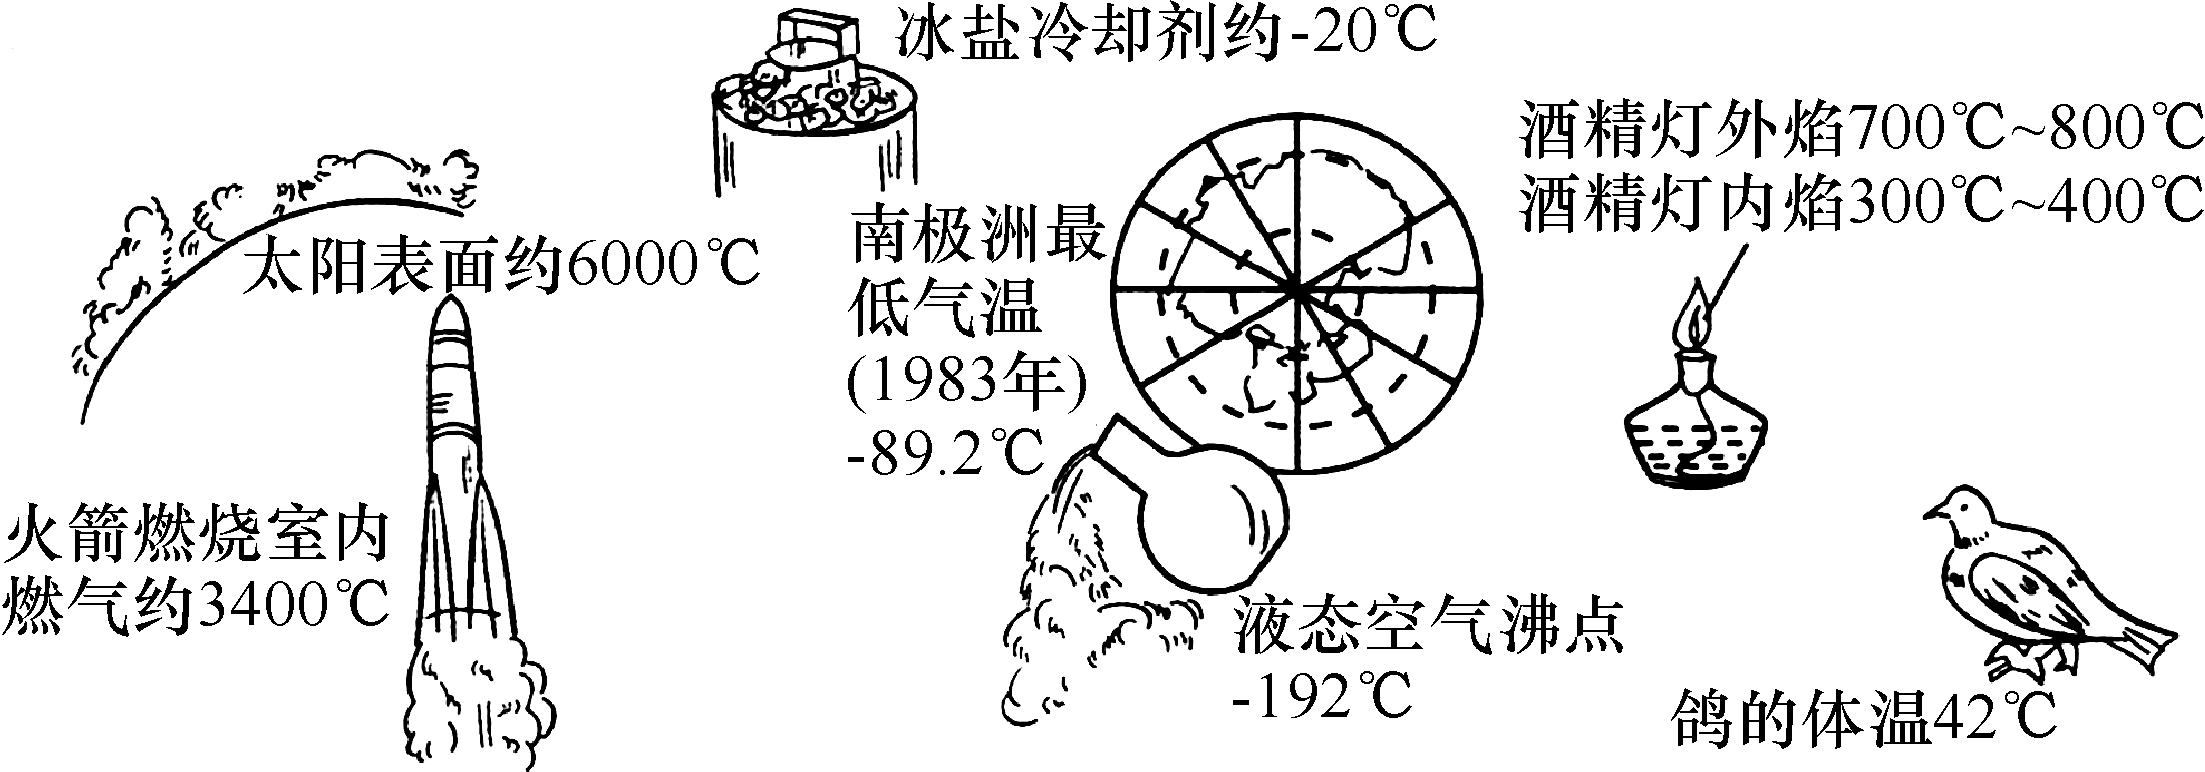 冰盐冷却剂约-20℃
太阳表面约6000℃
火箭燃烧室内
燃气约3400℃
南极洲最
低气温
(1983年)
-89.2℃
液态空气沸点
-192℃
酒精灯外焰700℃~800℃
酒精灯内焰300℃~400℃
鸽的体温42℃